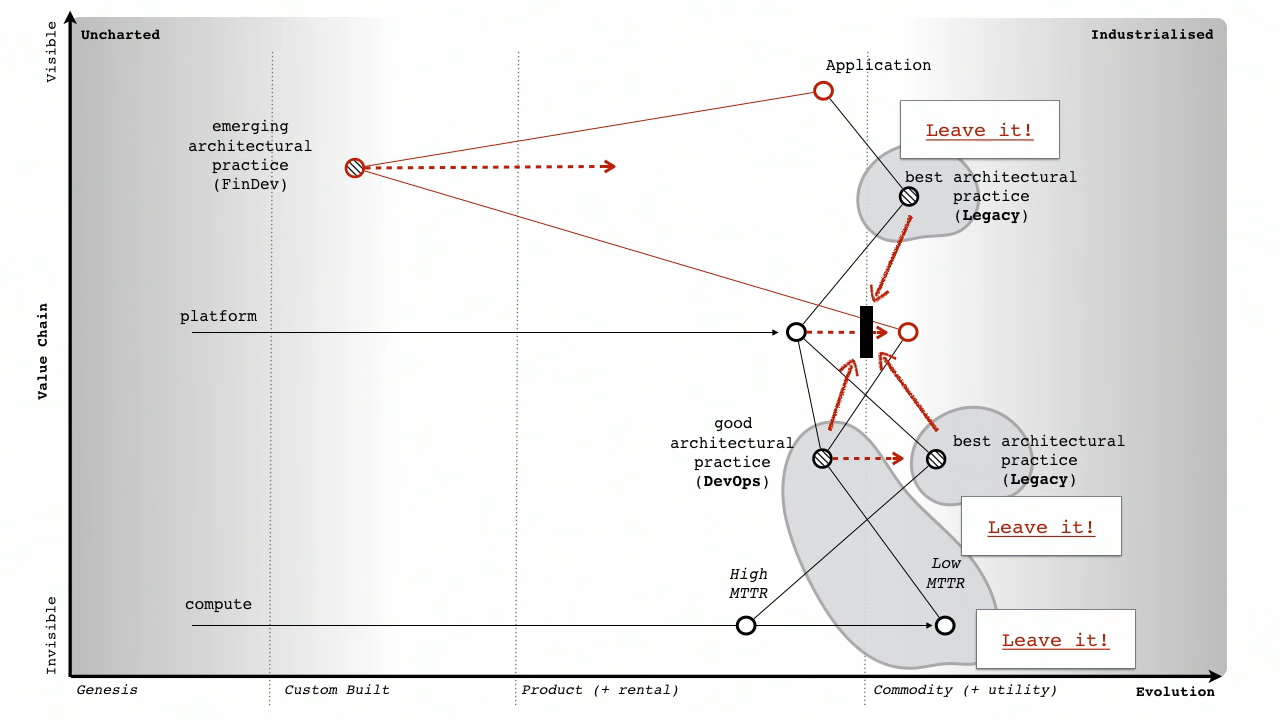 Visible
Uncharted
Industrialised
Application
emerging
architectural
practice
(FinDev)
Leave it!
best architectural
practice
(Legacy)
platform
Value Chain
good
architectural
practice
(DevOps)
best architectural
practice
(Legacy)
Leave it!
High
MTTR
Low
MTTR
compute
Leave it!
Invisible
Genesis
Custom Built
Product (+ rental)
Commodity (+ utility)
Evolution